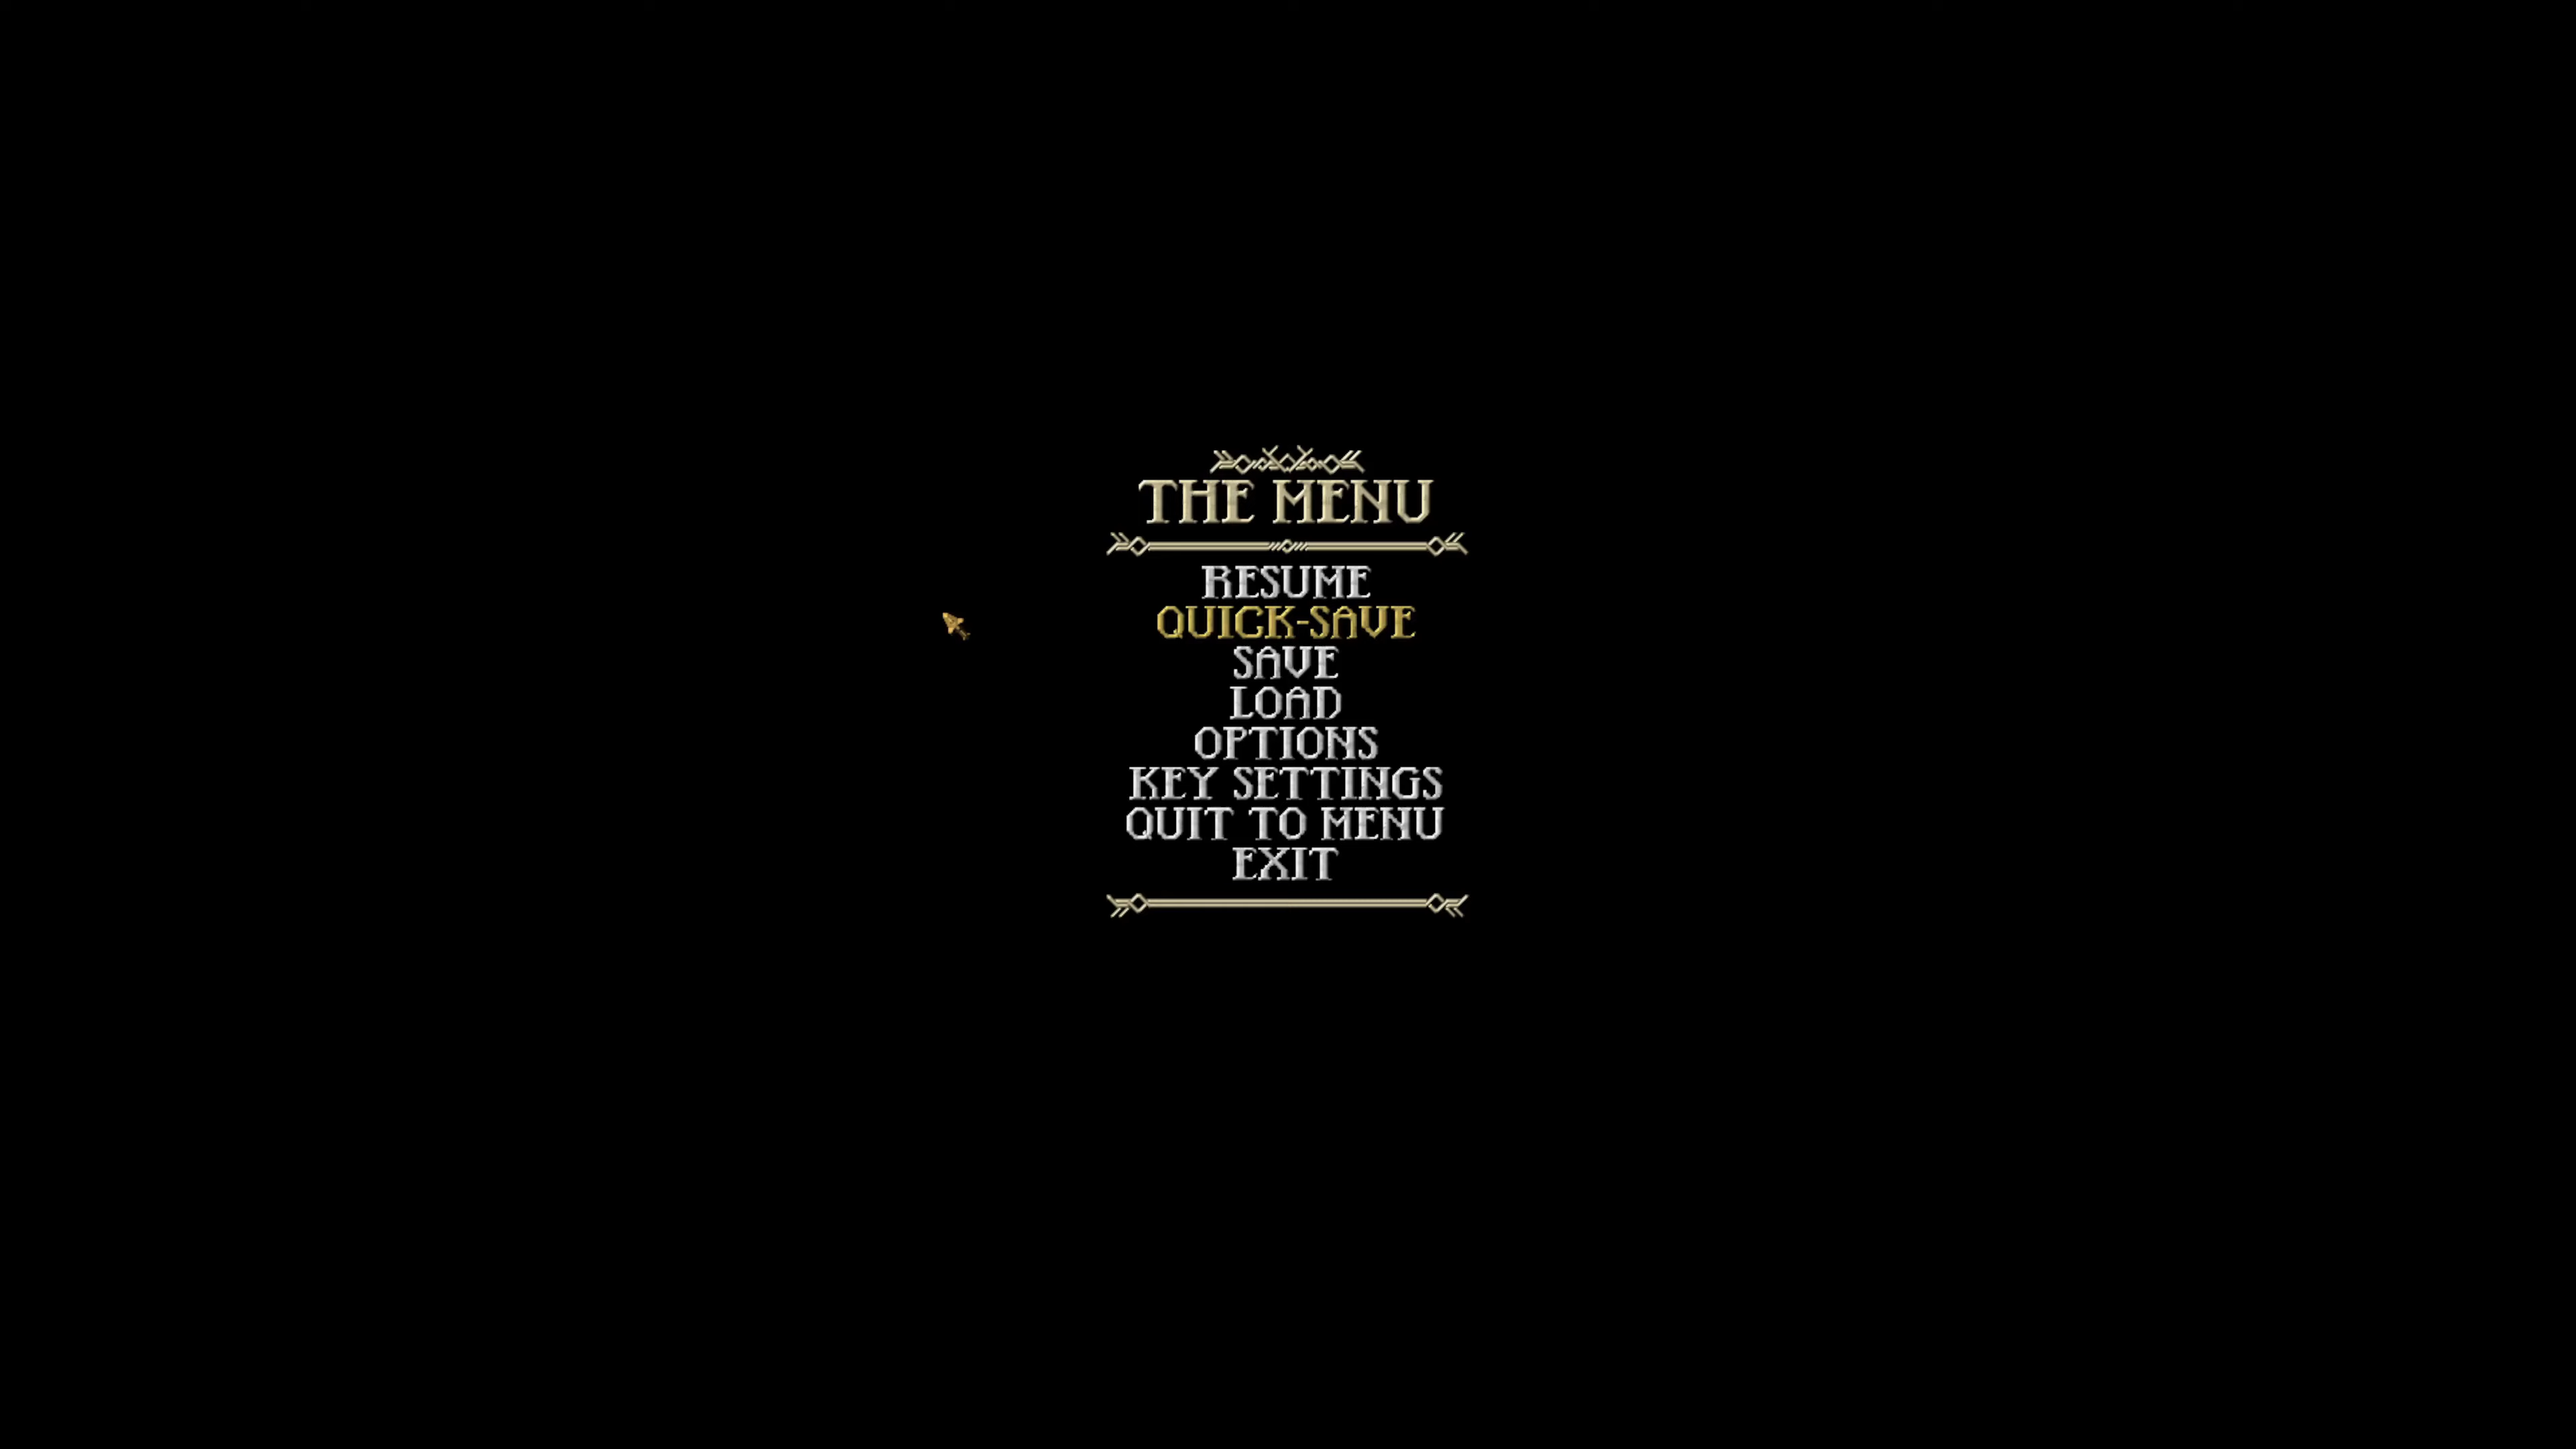 THE MENU
RESUME
QUICK-SAVE
SAVE
LOAD
OPTIONS
KEY SETTINGS
QUIT TO MENU
EXIT